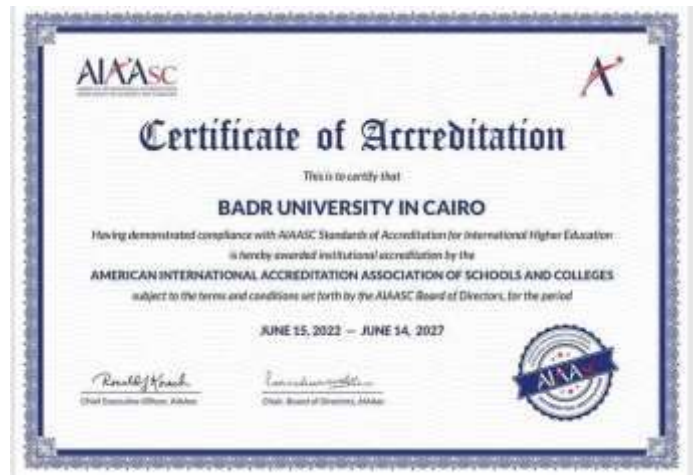 AIAASC
Certificate of Accreditation
This is to certify that
BADR UNIVERSITY IN CAIRO
Having demonstrated compliance with AIAASC Standards of Accreditation for International Higher Education
is hereby awarded institutional accreditation by the
AMERICAN INTERNATIONAL ACCREDITATION ASSOCIATION OF SCHOOLS AND COLLEGES
subject to the terms and conditions set forth by the AIAASC Board of Directors, for the period
JUNE 15, 2022 — JUNE 14, 2027
Chief Executive Officer, AIAAsc
Chair, Board of Directors, AIAAsc
AIAASC